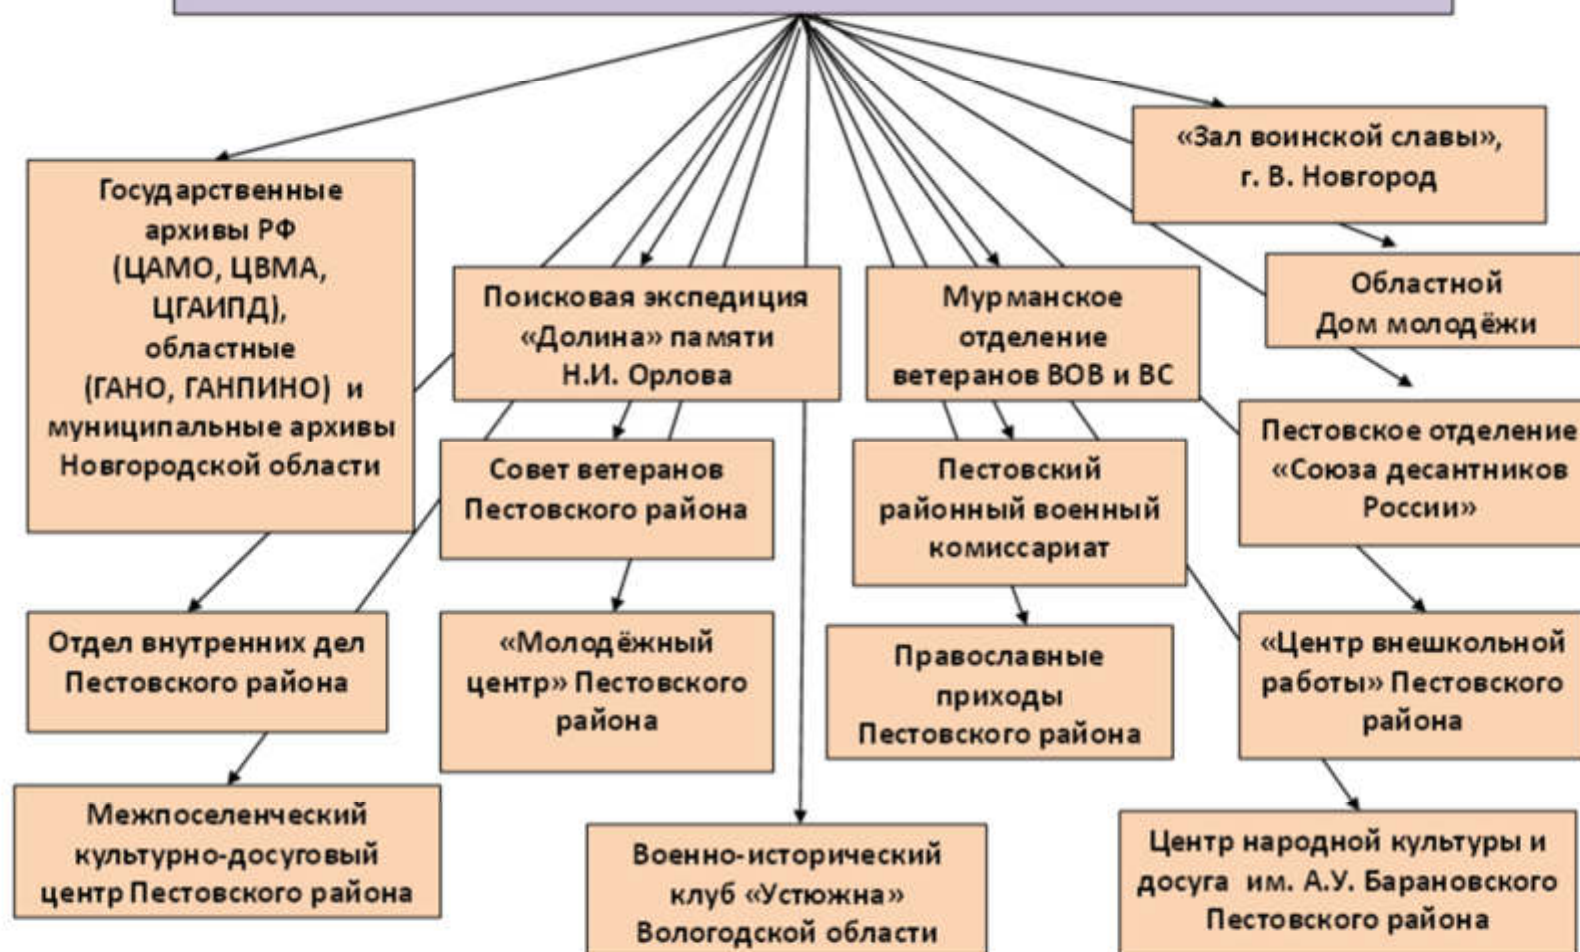 «Зал воинской славы»,
г. В. Новгород
Государственные
архивы РФ
(ЦАМО, ЦВМА,
ЦГАИПД),
областные
(ГАНО, ГАНПИНО) и
муниципальные архивы
Новгородской области
Поисковая экспедиция
«Долина» памяти
Н.И. Орлова
Мурманское
отделение
ветеранов ВОВ и ВС
Областной
Дом молодёжи
Совет ветеранов
Пестовского района
Пестовский
районный военный
комиссариат
Пестовское отделение
«Союза десантников
России»
Отдел внутренних дел
Пестовского района
«Молодёжный
центр» Пестовского
района
Православные
приходы
Пестовского района
«Центр внешкольной
работы» Пестовского
района
Межпоселенческий
культурно-досуговый
центр Пестовского района
Военно-исторический
клуб «Устюжна»
Вологодской области
Центр народной культуры и
досуга им. А.У. Барановского
Пестовского района